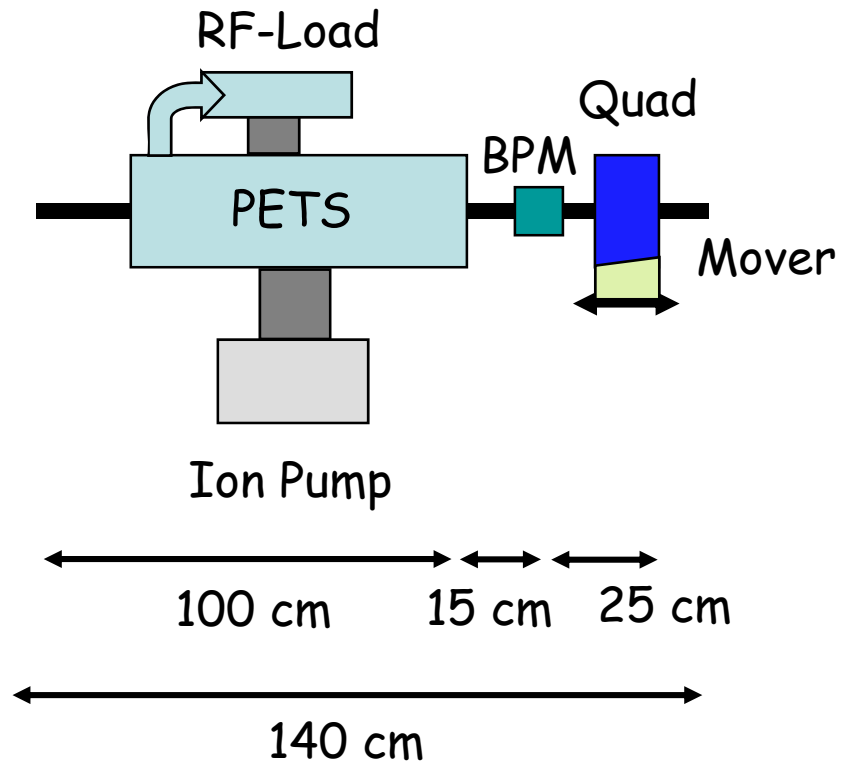 RF-Load
Quad
BPM
PETS
Mover
Ion Pump
100 cm
15 cm
25 cm
140 cm